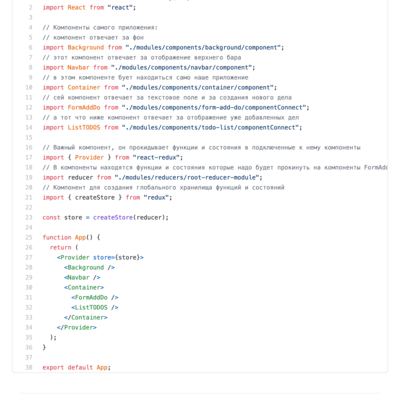 2 import React from "react";
3
4 // Компоненты самого приложения:
5 // компонент отвечает за фон
6 import Background from "./modules/components/background/component";
7 // этот компонент отвечает за отображение верхнего бара
8 import Navbar from "./modules/components/navbar/component";
9 // в этом компоненте бует находиться само наше приложение
10 import Container from "./modules/components/container/component";
11 // сей компонент отвечает за текстовое поле и за создания нового дела
12 import FormAddDo from "./modules/components/form-add-do/componentConnect";
13 // а тот что ниже компонент отвечает за отображение уже добавленных дел
14 import ListTODOS from "./modules/components/todo-list/componentConnect";
15
16 // Важный компонент, он прокидывает функции и состояния в подключенные к нему компоненты
17 import { Provider } from "react-redux";
18 // В компоненты находятся функции и состояния которые надо будет прокинуть на компоненты FormAddD
19 import reducer from "./modules/reducers/root-reducer-module";
20 // Компонент для создания глобального хранилища функций и состояний
21 import { createStore } from "redux";
22
23 const store = createStore(reducer);
24
25 function App() {
26 return (
27 <Provider store={store}>
28 <Background />
29 <Navbar />
30 <Container>
31 <FormAddDo />
32 <ListTODOS />
33 </Container>
34 </Provider>
35 );
36 }
37
38 export default App;